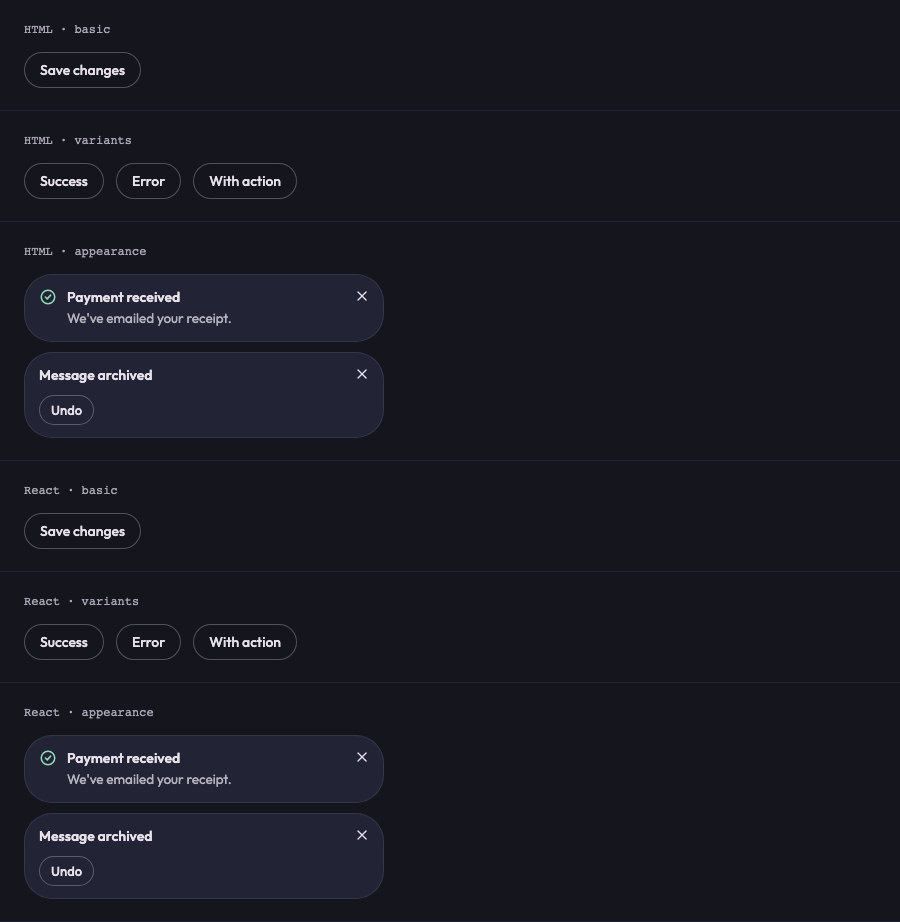 HTML · basic
Save changes
HTML · variants
Success Error With action
HTML · appearance
Payment received
We've emailed your receipt.
Message archived
Undo
React · basic
Save changes
React · variants
Success Error With action
React · appearance
Payment received
We've emailed your receipt.
Message archived
Undo